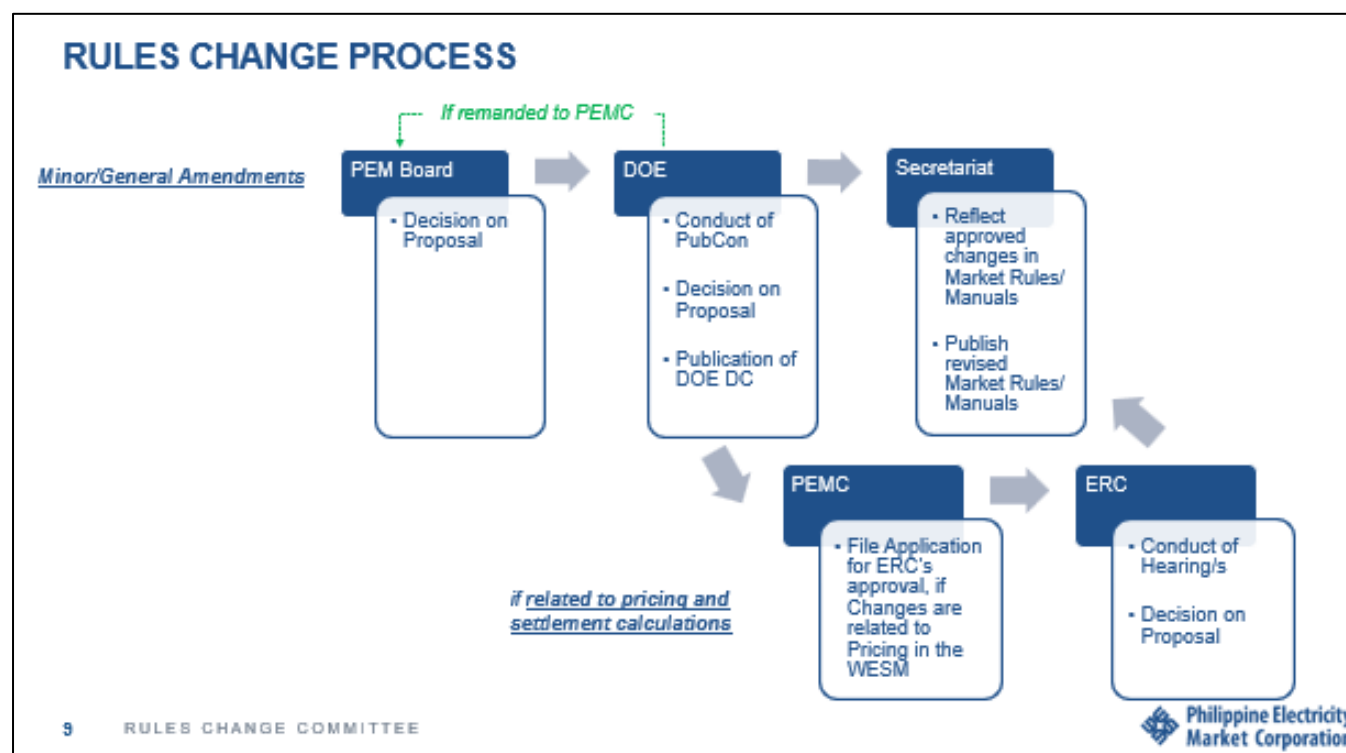 RULES CHANGE PROCESS
If remanded to PEMC
Minor/General Amendments
PEM Board
▪ Decision on
Proposal
DOE
▪ Conduct of
PubCon
▪ Decision on
Proposal
▪ Publication of
DOE DC
Secretariat
▪ Reflect
approved
changes in
Market Rules/
Manuals
▪ Publish
revised
Market Rules/
Manuals
if related to pricing and
settlement calculations
PEMC
▪ File Application
for ERC's
approval, if
Changes are
related to
Pricing in the
WESM
ERC
▪ Conduct of
Hearing/s
▪ Decision on
Proposal
9 RULES CHANGE COMMITTEE
Philippine Electricity
Market Corporation